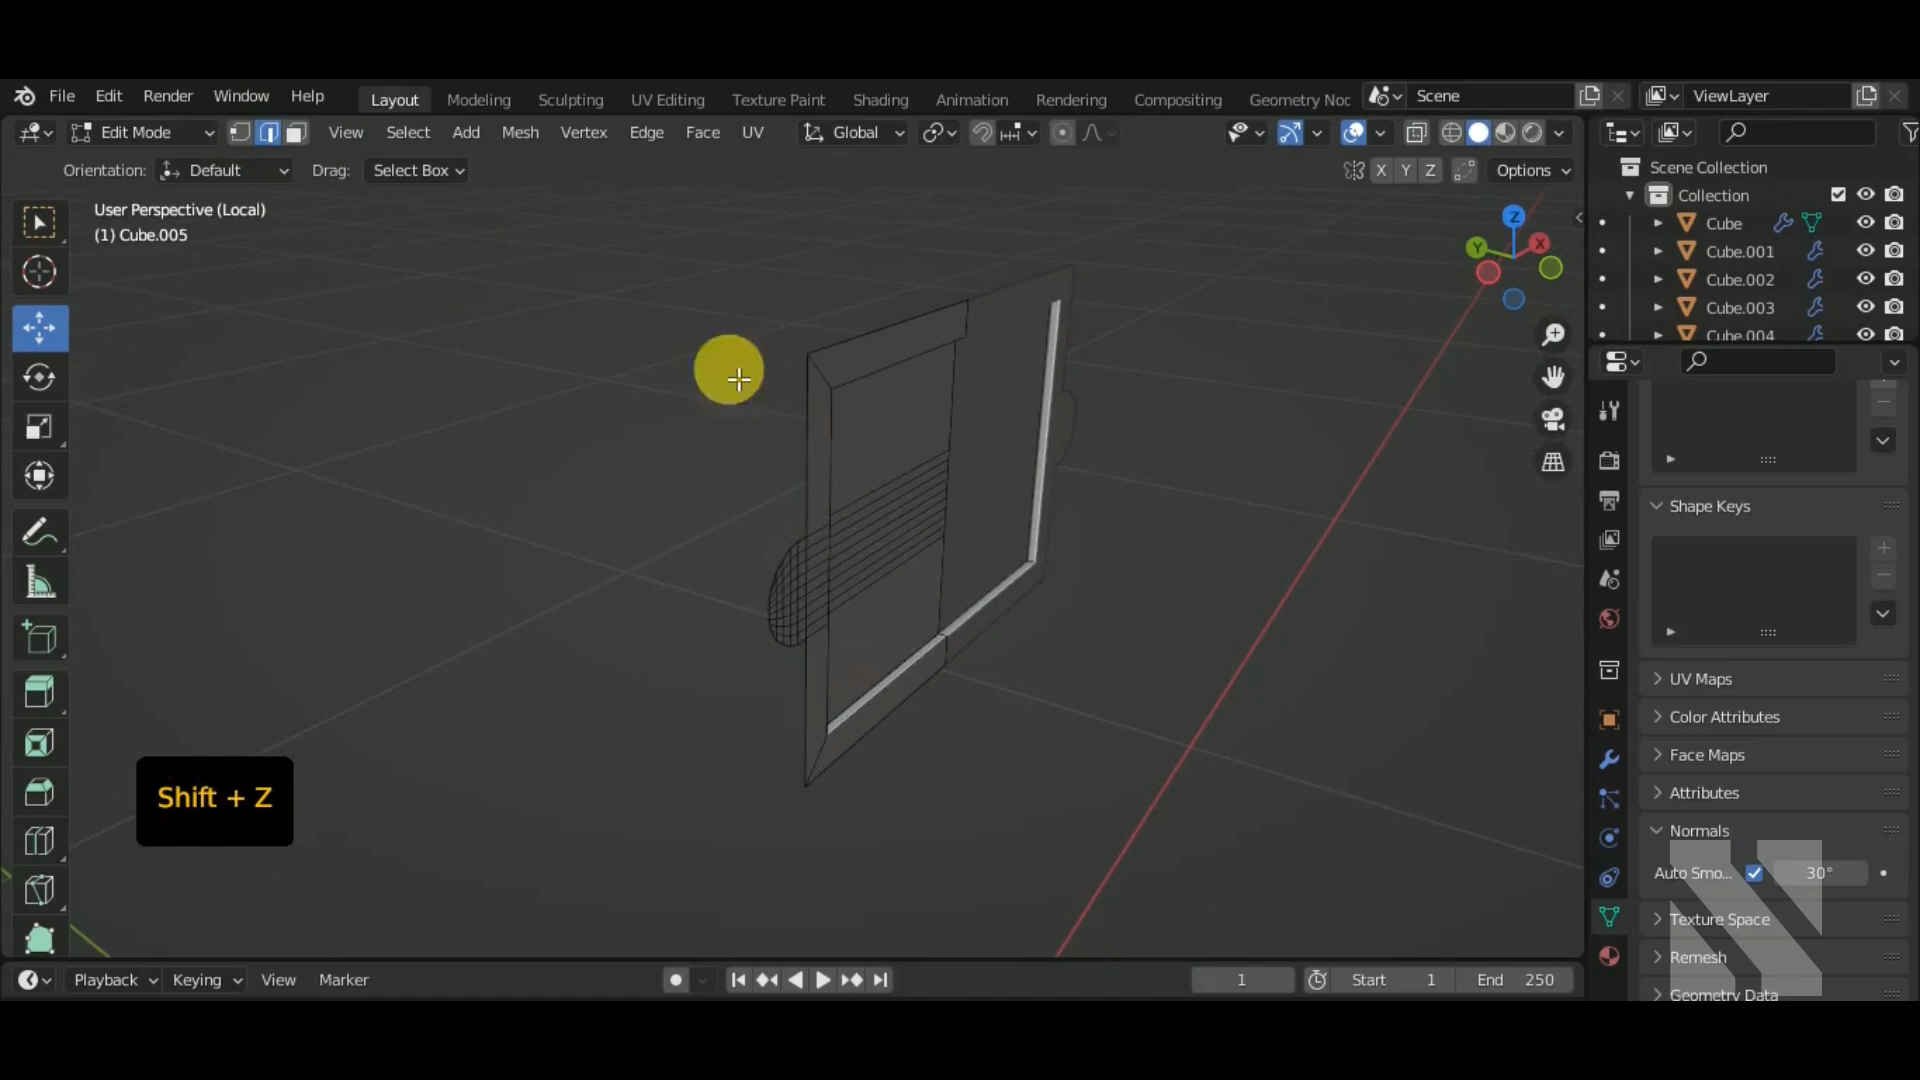 File Edit Render Window Help Layout Modeling Sculpting UV Editing Texture Paint Shading Animation Rendering Compositing Geometry Noc Scene ViewLayer
Edit Mode View Select Add Mesh Vertex Edge Face UV Global
Orientation: Default Drag: Select Box X Y Z Options
Scene Collection
Collection
Cube
Cube.001
Cube.002
Cube.003
Cube.004
User Perspective (Local)
(1) Cube.005
Z
Y
X
Shape Keys
UV Maps
Color Attributes
Face Maps
Attributes
Normals
Auto Smo... 30°
Texture Space
Remesh
Geometry Data
Shift + Z
Playback Keying View Marker 1 Start 1 End 250